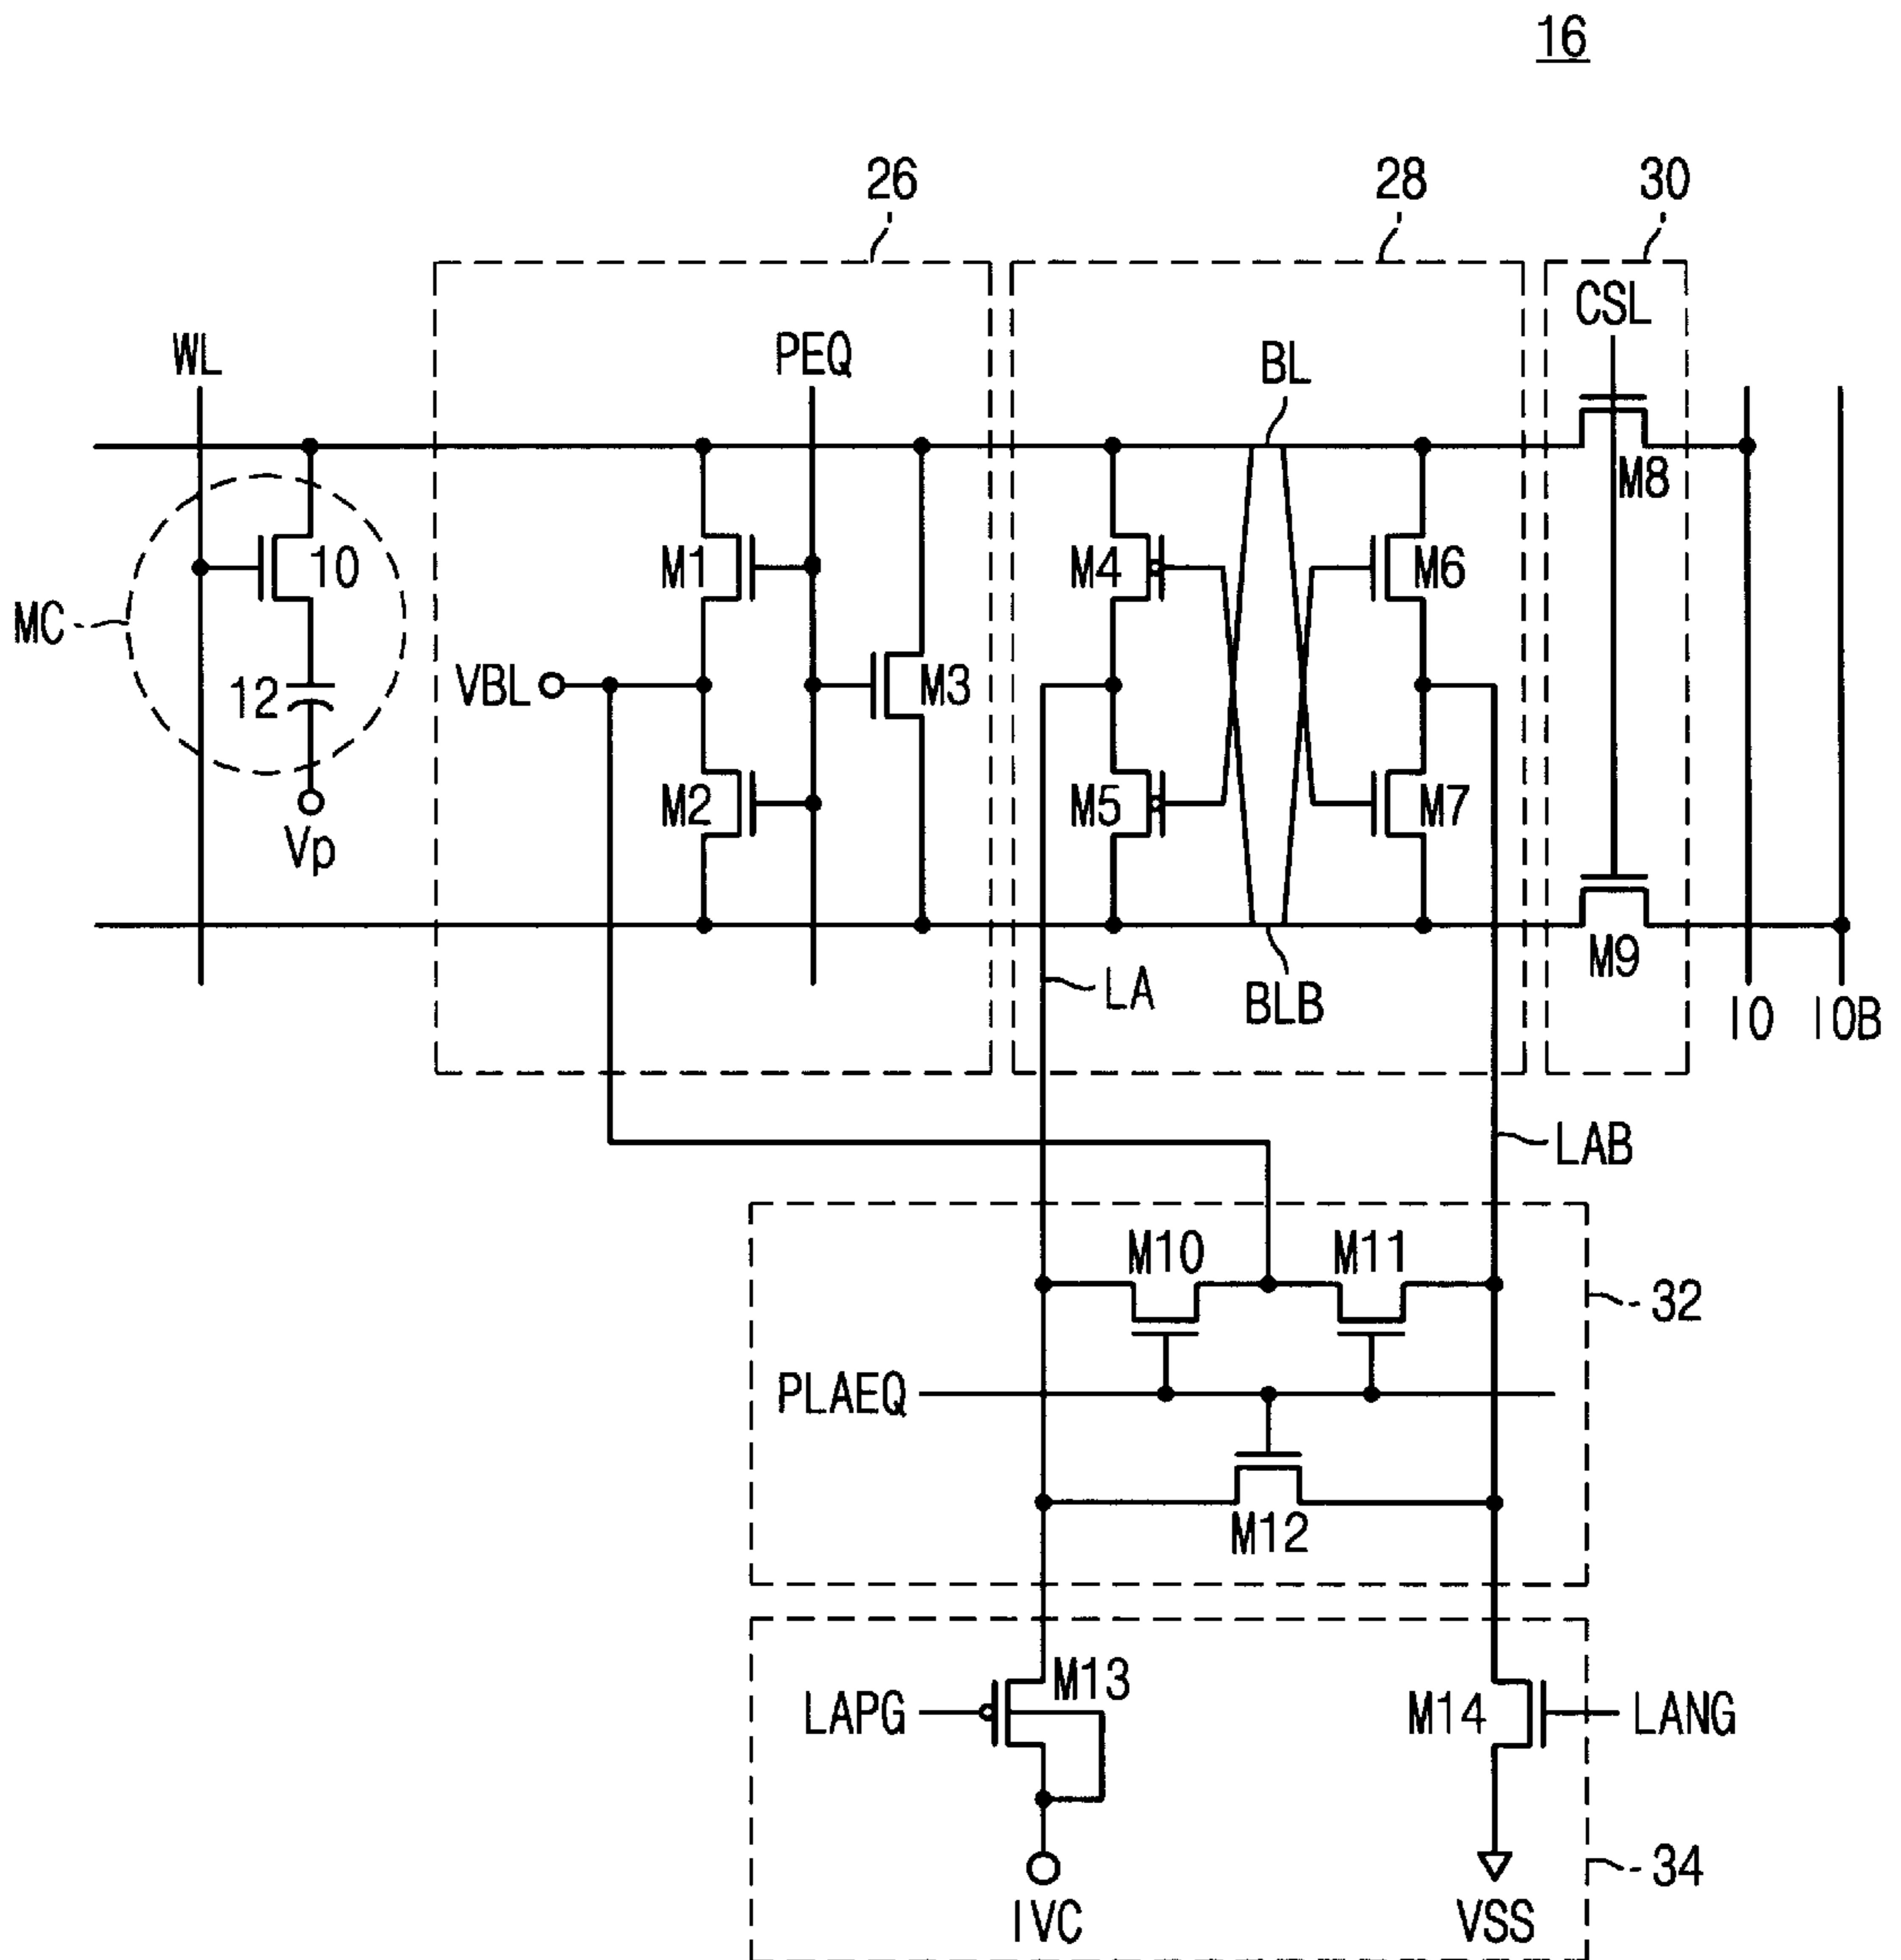 16
26
28
30
CSL
WL
PEQ
BL
M8
10
M1
M4
M6
MC
12
VBL
M3
M2
M5
M7
Vp
M9
LA
BLB
IO
IOB
LAB
M10
M11
32
PLAEQ
M12
M13
LAPG
M14
LANG
34
IVC
VSS